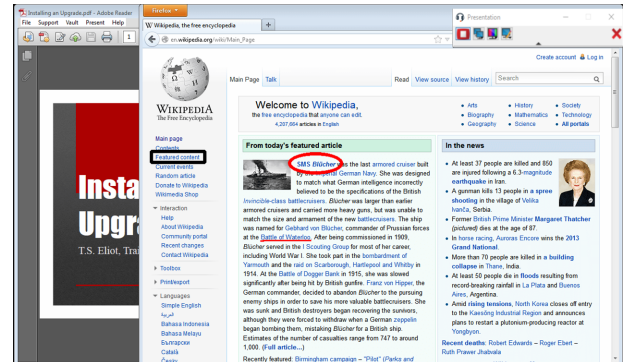 Installing an Upgrade.pdf - Adobe Reader
File Support Vault Present Help
1
Insta
Upgr
T.S. Eliot, Trai
Firefox
W Wikipedia, the free encyclopedia
+
en.wikipedia.org/wiki/Main_Page
Presentation
Create account Log in
WIKIPEDIA
The Free Encyclopedia
Main page
Contents
Featured content
Current events
Random article
Donate to Wikipedia
Wikimedia Shop
Interaction
Help
About Wikipedia
Community portal
Recent changes
Contact Wikipedia
Toolbox
Print/export
Languages
Simple English
العربية
Bahasa Indonesia
Bahasa Melayu
Български
Català
Main Page Talk
Read View source View history Search
Welcome to Wikipedia,
the free encyclopedia that anyone can edit.
4,207,664 articles in English
Arts
Biography
Geography
History
Mathematics
Science
Society
Technology
All portals
From today's featured article
SMS Blücher was the last armored cruiser built
by the Imperial German Navy. She was designed
to match what German intelligence incorrectly
believed to be the specifications of the British
Invincible-class battlecruisers. Blücher was larger than earlier
armored cruisers and carried more heavy guns, but was unable to
match the size and armament of the new battlecruisers. The ship
was named for Gebhard von Blücher, commander of Prussian forces
at the Battle of Waterloo. After being commissioned in 1909,
Blücher served in the I Scouting Group for most of her career,
including World War I. She took part in the bombardment of
Yarmouth and the raid on Scarborough, Hartlepool and Whitby in
1914. At the Battle of Dogger Bank in 1915, she was slowed
significantly after being hit by British gunfire. Franz von Hipper, the
German commander, decided to abandon Blücher to the pursuing
enemy ships in order to save his more valuable battlecruisers. She
was sunk and British destroyers began recovering the survivors,
although they were forced to withdraw when a German zeppelin
began bombing them, mistaking Blücher for a British ship.
Estimates of the number of casualties range from 747 to around
1,000. (Full article...)
Recently featured: Birmingham campaign – "Pilot" (Parks and
In the news
At least 37 people are killed and 850
are injured following a 6.3-magnitude
earthquake in Iran.
A gunman kills 13 people in a spree
shooting in the village of Velika
Ivanča, Serbia.
Former British Prime Minister Margaret Thatcher
(pictured) dies at the age of 87.
In horse racing, Auroras Encore wins the 2013
Grand National.
More than 70 people are killed in a building
collapse in Thane, India.
At least 50 people die in floods resulting from
record-breaking rainfall in La Plata and Buenos
Aires, Argentina.
Amid rising tensions, North Korea closes off entry
to the Kaesŏng Industrial Region and announces
plans to restart a plutonium-producing reactor at
Yongbyon.
Recent deaths: Robert Edwards – Roger Ebert –
Ruth Prawer Jhabvala